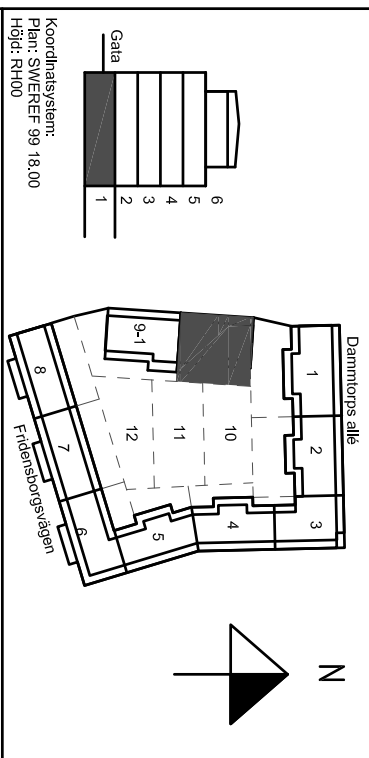 Gata
1
2
3
4
5
6
Koordinatsystem:
Plan: SWEREF 99 18.00
Höjd: RH00
Dammtorps allé
1
2
3
4
5
6
7
8
9-1
10
11
12
Fridensborgsvägen
N